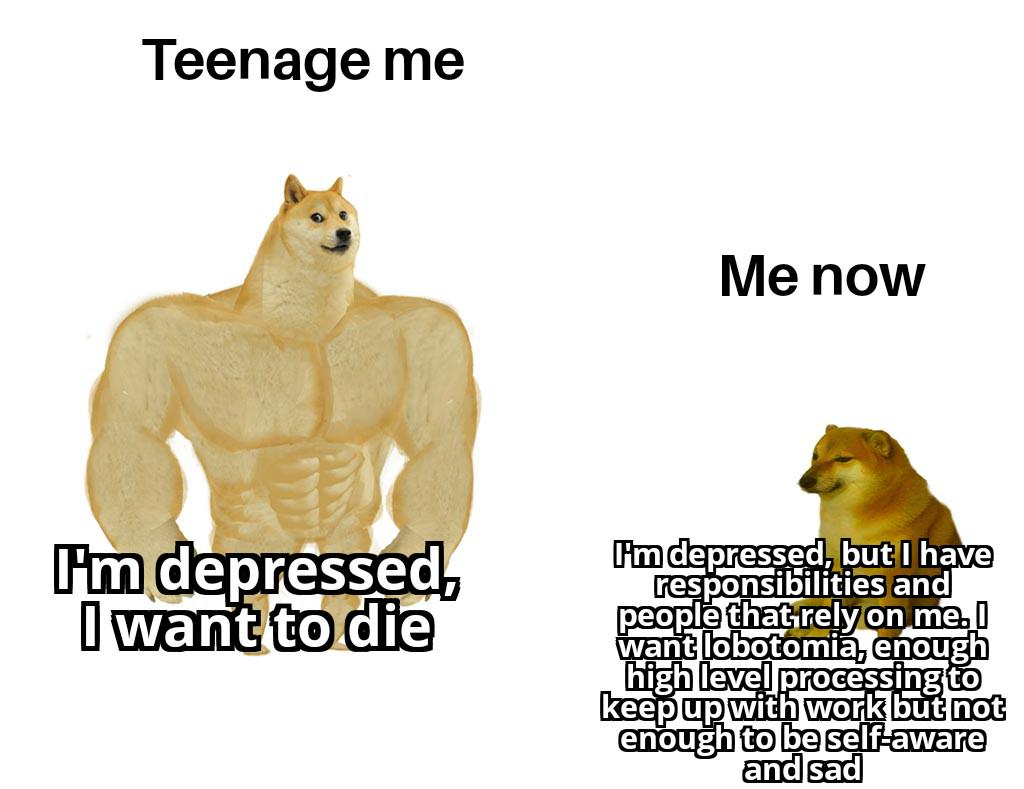 Teenage me
Me now
I'm depressed,
I want to die
I'm depressed, but I have
responsibilities and
people that rely on me. I
want lobotomia, enough
high level processing to
keep up with work but not
enough to be self-aware
and sad